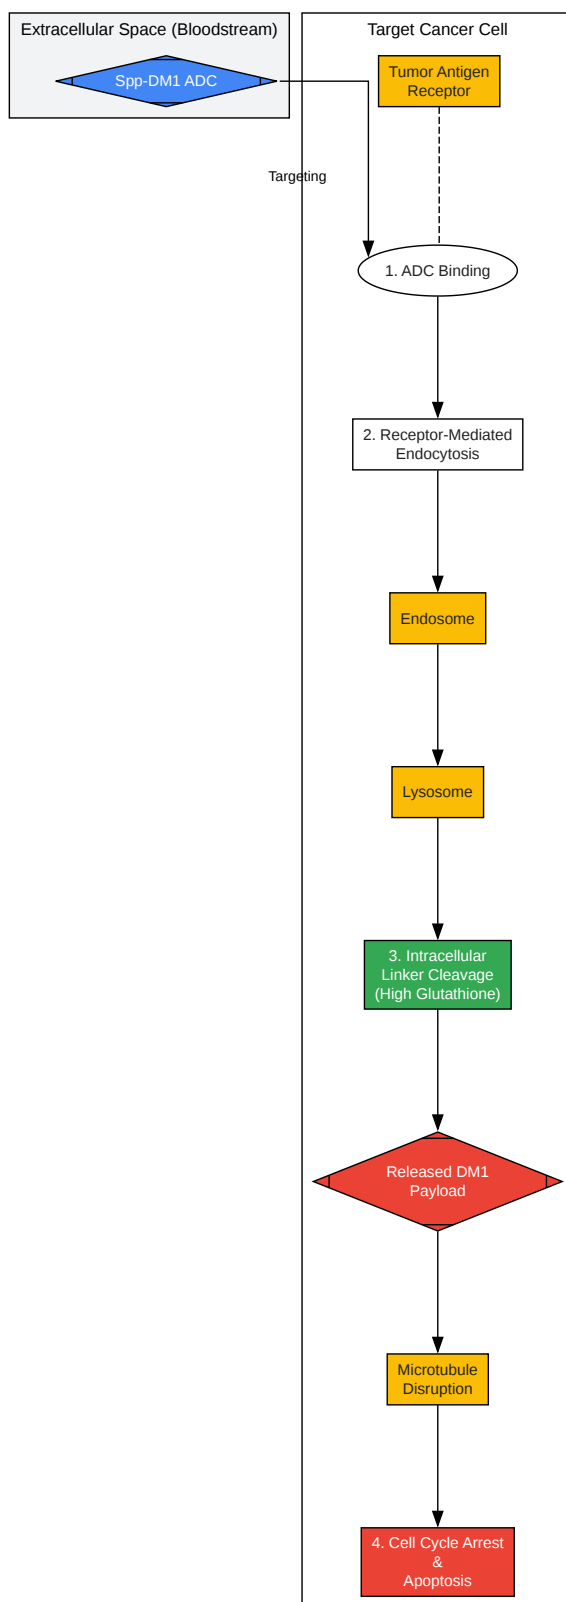 Extracellular Space (Bloodstream)
Target Cancer Cell
Spp-DM1 ADC
Tumor Antigen
Receptor
Targeting
1. ADC Binding
2. Receptor-Mediated
Endocytosis
Endosome
Lysosome
3. Intracellular
Linker Cleavage
(High Glutathione)
Released DM1
Payload
Microtubule
Disruption
4. Cell Cycle Arrest
&
Apoptosis